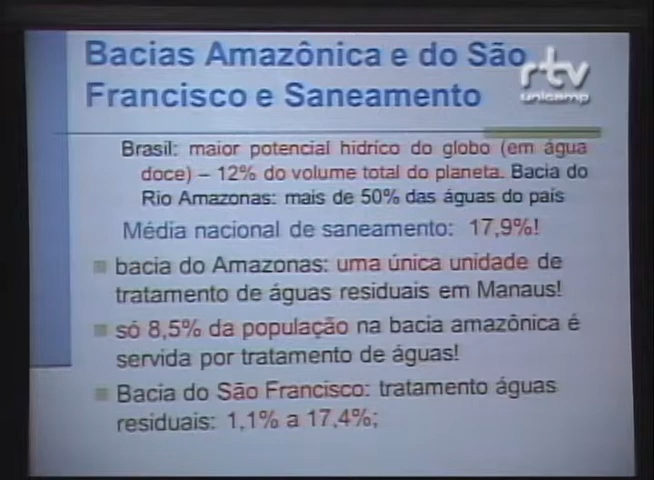 Bacias Amazônica e do São
rtv
Francisco e Saneamento
unicamp
Brasil: maior potencial hídrico do globo (em água
doce) – 12% do volume total do planeta. Bacia do
Rio Amazonas: mais de 50% das águas do país
Média nacional de saneamento: 17,9%!
bacia do Amazonas: uma única unidade de
tratamento de águas residuais em Manaus!
só 8,5% da população na bacia amazônica é
servida por tratamento de águas!
Bacia do São Francisco: tratamento águas
residuais: 1,1% a 17,4%;